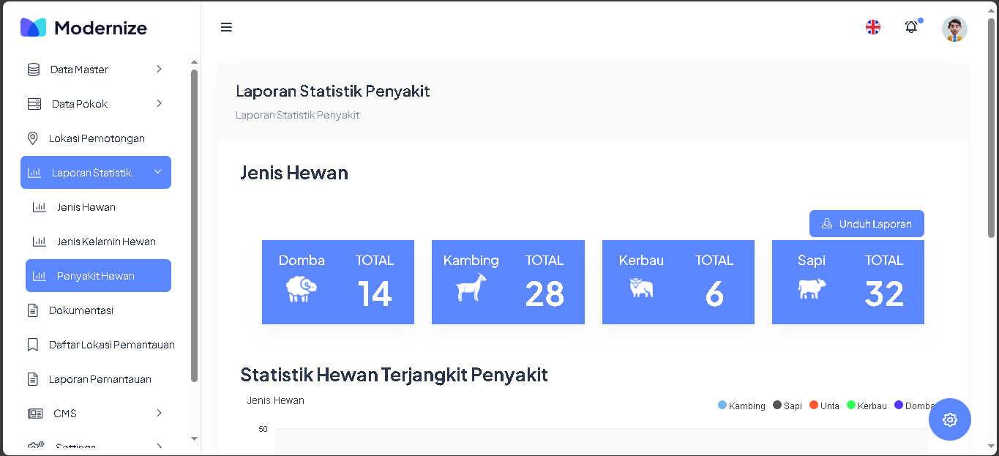 Modernize
Data Master
Data Pokok
Lokasi Pemotongan
Laporan Statistik
Jenis Hewan
Jenis Kelamin Hewan
Penyakit Hewan
Dokumentasi
Daftar Lokasi Pemantauan
Laporan Pemantauan
CMS
Settings
Laporan Statistik Penyakit
Laporan Statistik Penyakit
Jenis Hewan
Unduh Laporan
Domba TOTAL
14
Kambing TOTAL
28
Kerbau TOTAL
6
Sapi TOTAL
32
Statistik Hewan Terjangkit Penyakit
Jenis Hewan
Kambing Sapi Unta Kerbau Domba
50